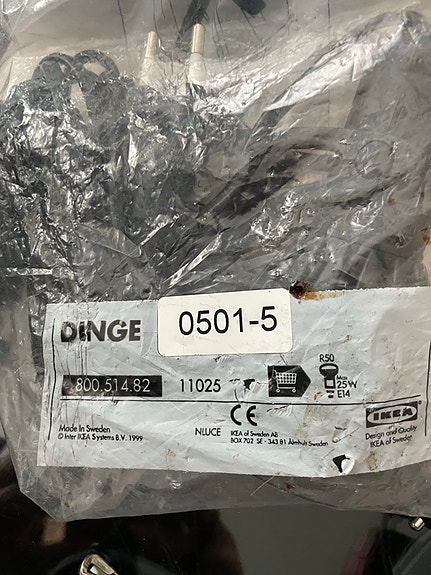 DINGE
0501-5
800.514.82
11025
R50
Max
25W
E14
CE
Made in Sweden
© Inter IKEA Systems B.V. 1999
NLUCE
IKEA of Sweden AB
BOX 702 SE - 343 81 Älmhult Sweden
IKEA
Design and Quality
IKEA of Sweden